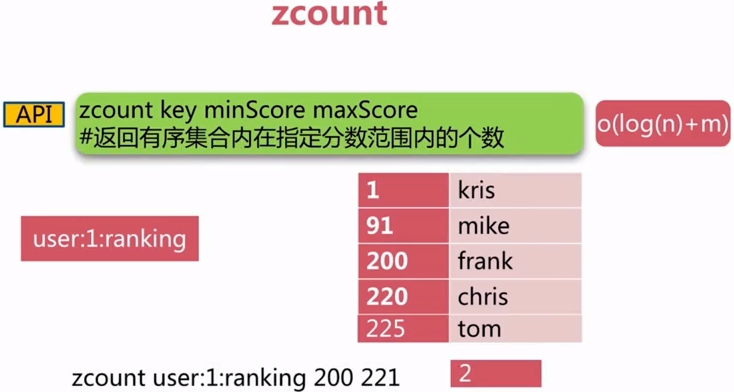 zcount
API
zcount key minScore maxScore
#返回有序集合内在指定分数范围内的个数
o(log(n)+m)
user:1:ranking
1 kris
91 mike
200 frank
220 chris
225 tom
zcount user:1:ranking 200 221
2